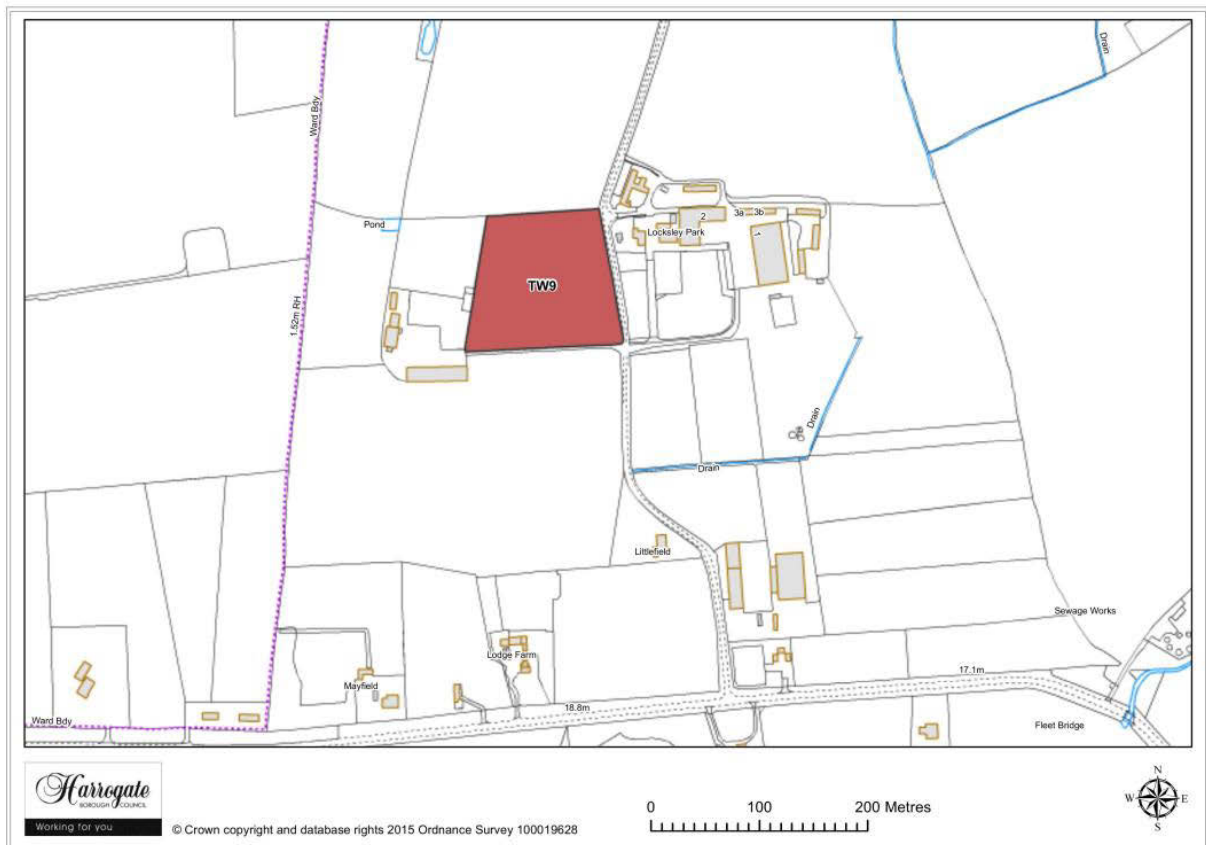 Drain
Ward Bdy
Pond
2
3a
3b
Locksley Park
1
TW9
1.52m RH
Drain
Drain
Littlefield
Sewage Works
Lodge Farm
17.1m
Mayfield
18.8m
Ward Bdy
Fleet Bridge
Harrogate
BOROUGH COUNCIL
Working for you
© Crown copyright and database rights 2015 Ordnance Survey 100019628
0 100 200 Metres
N
W E
S